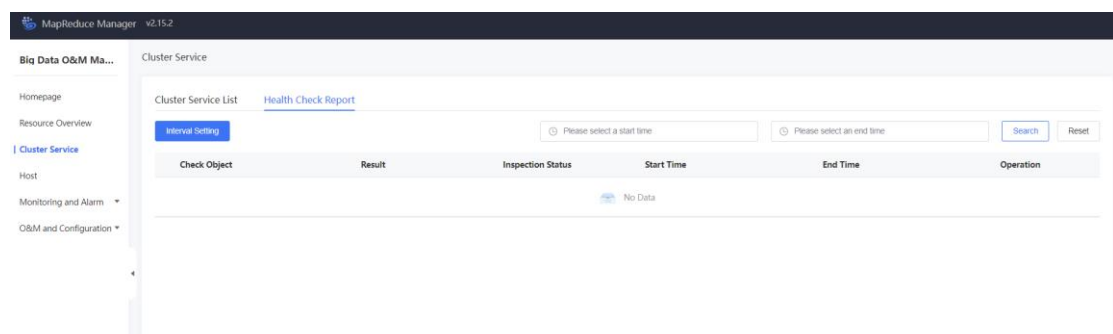 MapReduce Manager v2.15.2
Big Data O&M Ma...
Cluster Service
Homepage
Resource Overview
Cluster Service
Host
Monitoring and Alarm
O&M and Configuration
Cluster Service List Health Check Report
Interval Setting Please select a start time Please select an end time Search Reset
Check Object Result Inspection Status Start Time End Time Operation
No Data